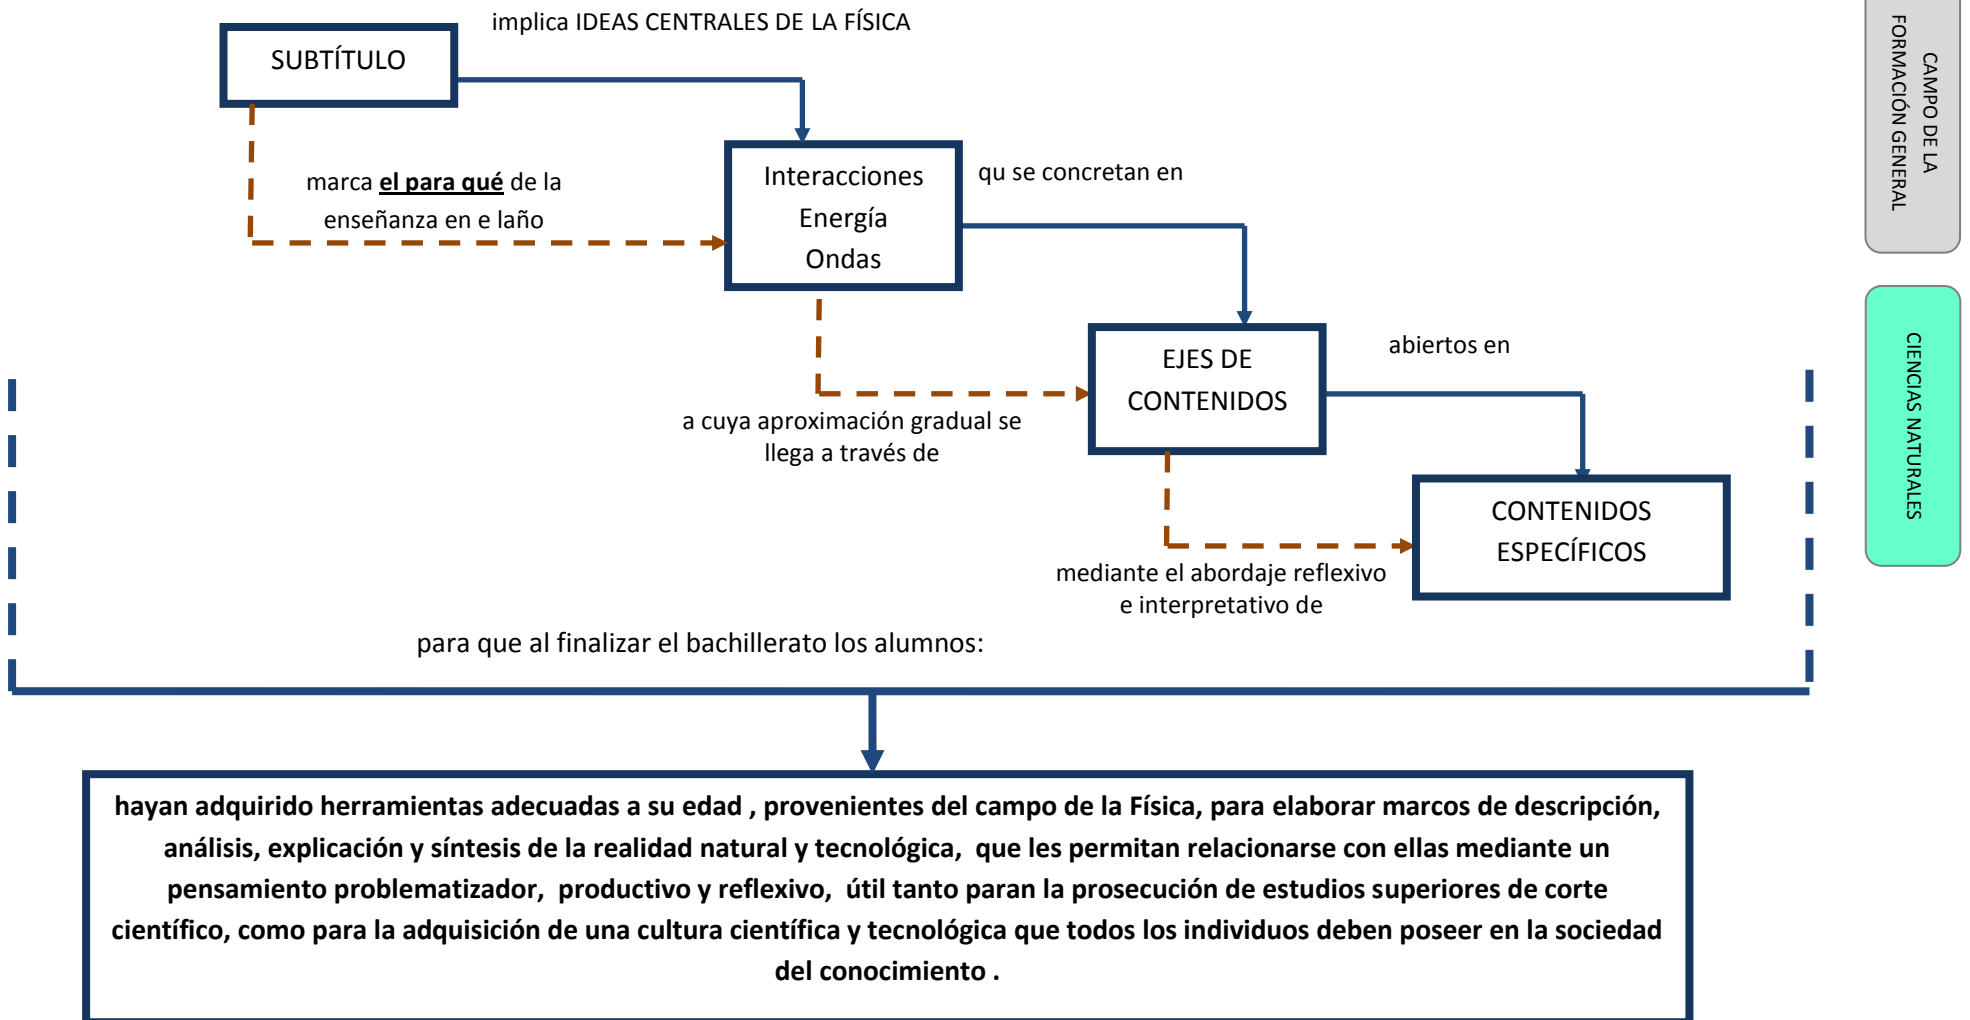 implica IDEAS CENTRALES DE LA FÍSICA
SUBTÍTULO
marca el para qué de la
enseñanza en e laño
Interacciones
Energía
Ondas
qu se concretan en
EJES DE
CONTENIDOS
abiertos en
a cuya aproximación gradual se
llega a través de
CONTENIDOS
ESPECÍFICOS
mediante el abordaje reflexivo
e interpretativo de
para que al finalizar el bachillerato los alumnos:
hayan adquirido herramientas adecuadas a su edad , provenientes del campo de la Física, para elaborar marcos de descripción,
análisis, explicación y síntesis de la realidad natural y tecnológica, que les permitan relacionarse con ellas mediante un
pensamiento problematizador, productivo y reflexivo, útil tanto paran la prosecución de estudios superiores de corte
científico, como para la adquisición de una cultura científica y tecnológica que todos los individuos deben poseer en la sociedad
del conocimiento .
CAMPO DE LA
FORMACIÓN GENERAL
CIENCIAS NATURALES